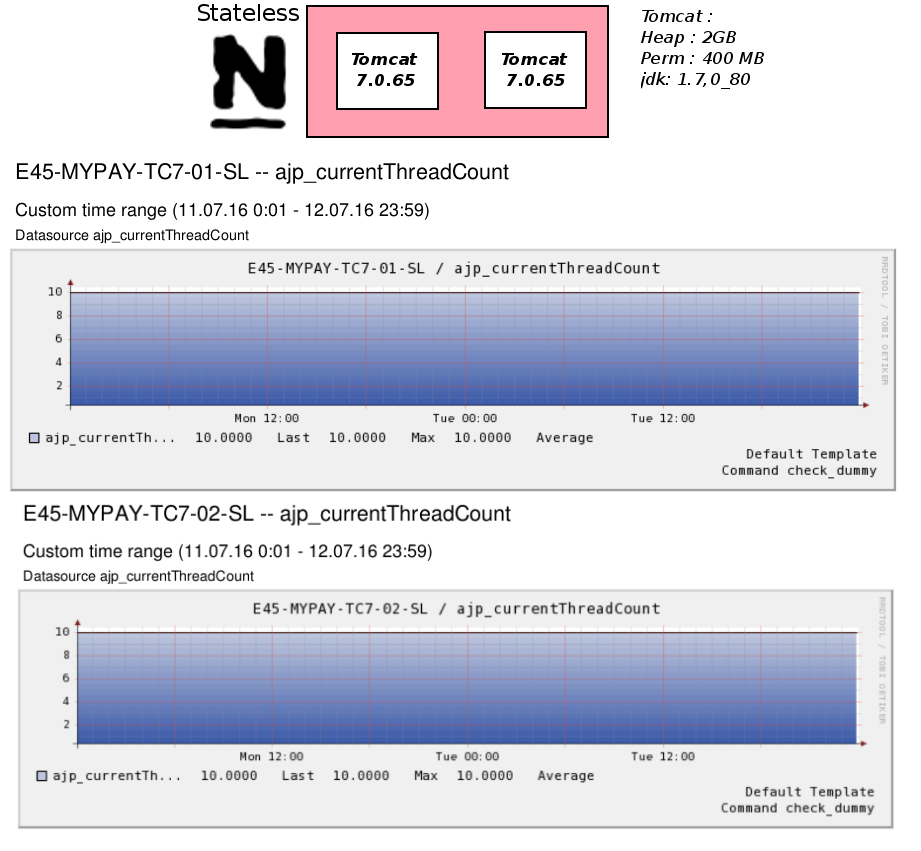 Stateless
N
Tomcat
7.0.65
Tomcat
7.0.65
Tomcat :
Heap : 2GB
Perm : 400 MB
jdk: 1.7,0_80
E45-MYPAY-TC7-01-SL -- ajp_currentThreadCount
Custom time range (11.07.16 0:01 - 12.07.16 23:59)
Datasource ajp_currentThreadCount
E45-MYPAY-TC7-01-SL / ajp_currentThreadCount
RRDTOOL / TOBI OETIKER
10
8
6
4
2
Mon 12:00 Tue 00:00 Tue 12:00
ajp_currentTh... 10.0000 Last 10.0000 Max 10.0000 Average
Default Template
Command check_dummy
E45-MYPAY-TC7-02-SL -- ajp_currentThreadCount
Custom time range (11.07.16 0:01 - 12.07.16 23:59)
Datasource ajp_currentThreadCount
E45-MYPAY-TC7-02-SL / ajp_currentThreadCount
RRDTOOL / TOBI OETIKER
10
8
6
4
2
Mon 12:00 Tue 00:00 Tue 12:00
ajp_currentTh... 10.0000 Last 10.0000 Max 10.0000 Average
Default Template
Command check_dummy